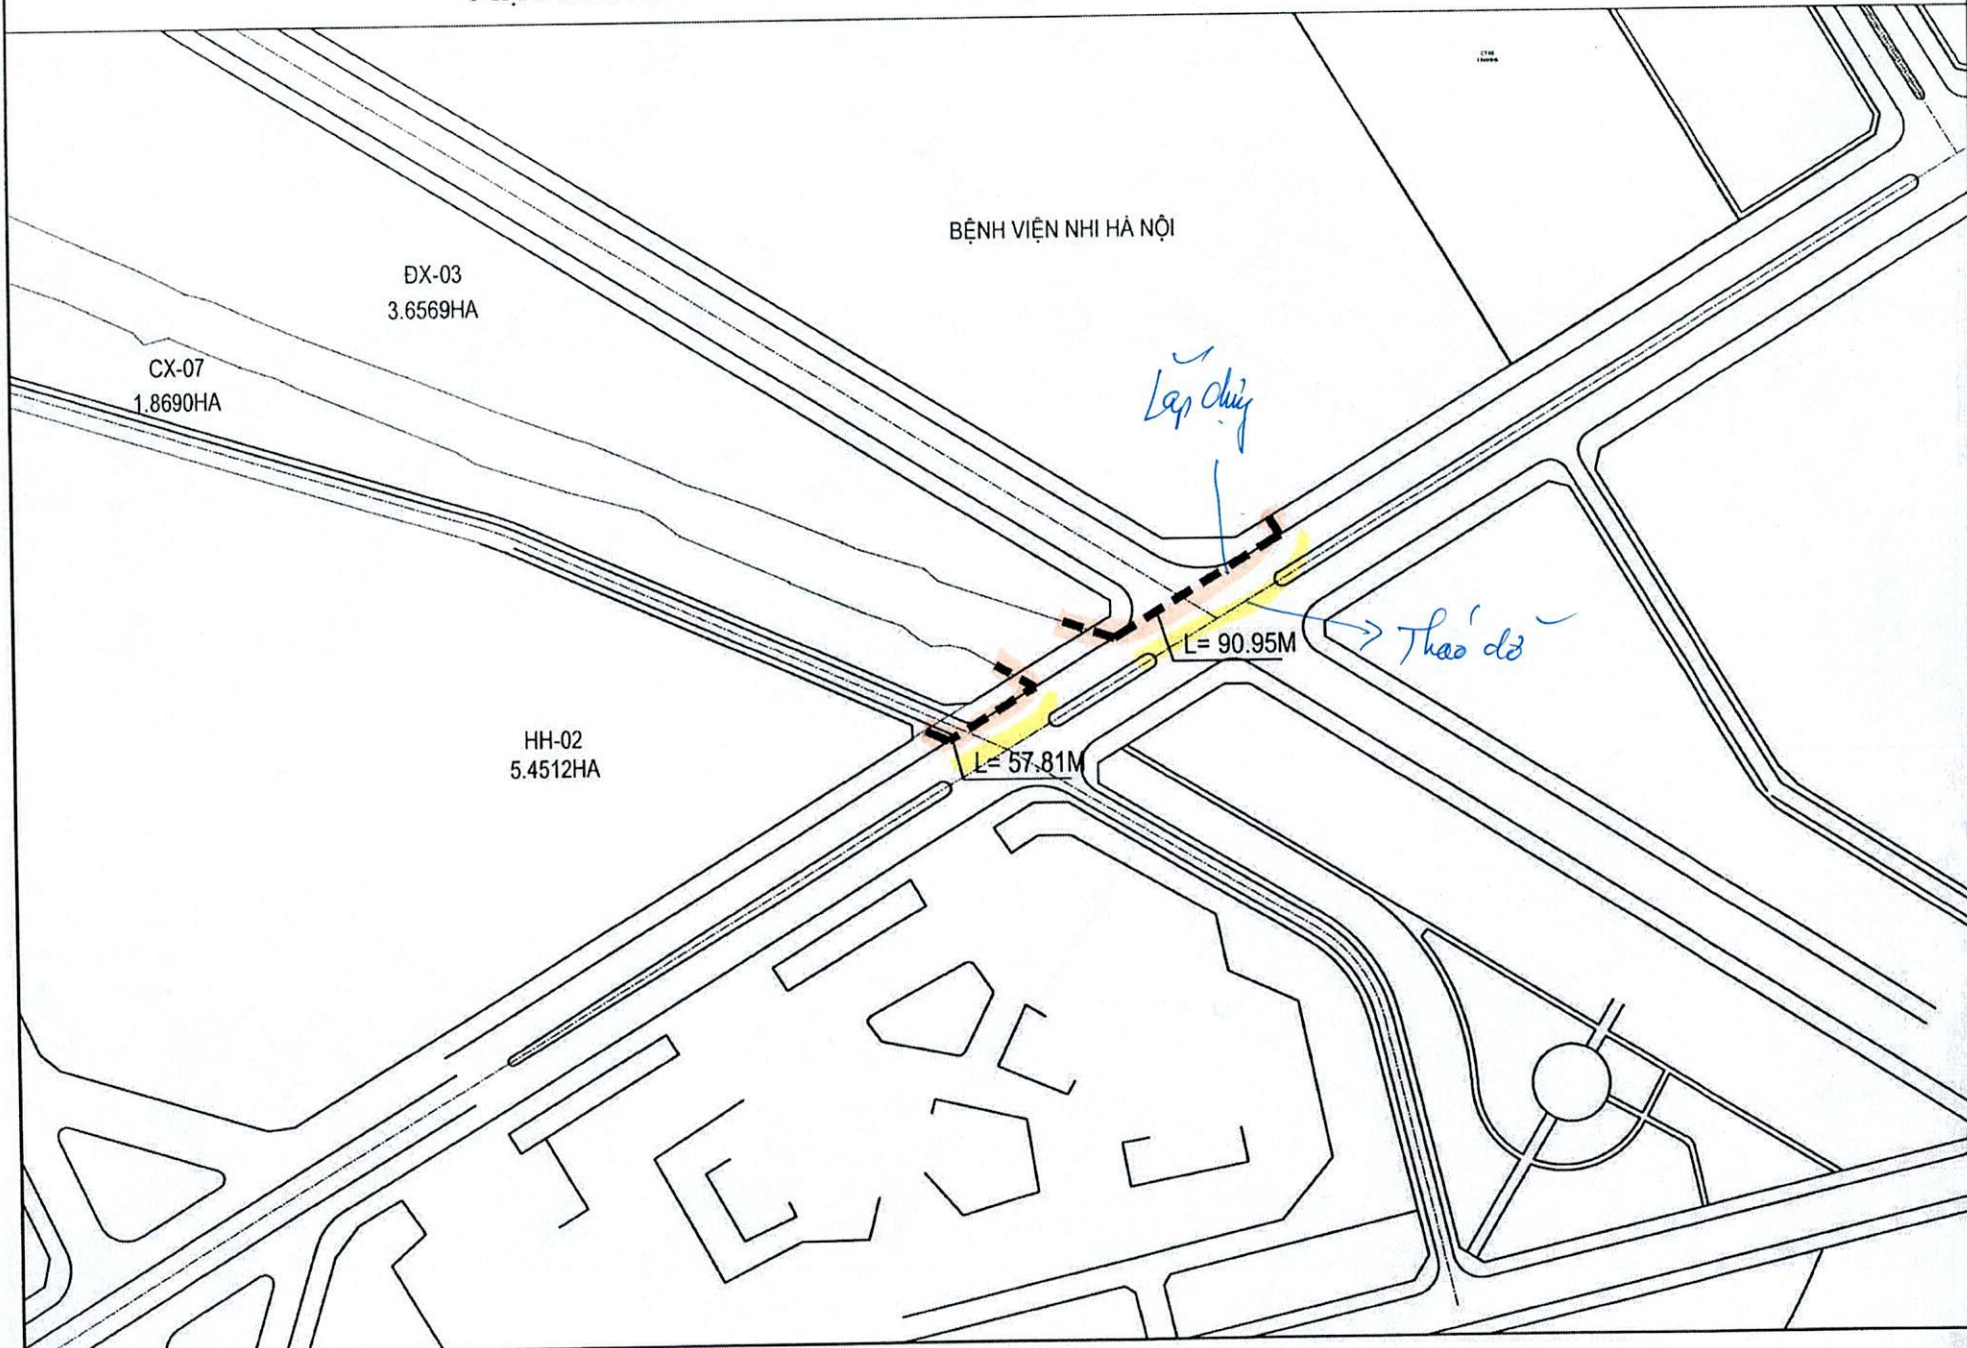 BỆNH VIỆN NHI HÀ NỘI
ĐX-03
3.6569HA
CX-07
1.8690HA
Lắp dựng
L= 90.95M
Tháo dỡ
HH-02
5.4512HA
L= 57.81M